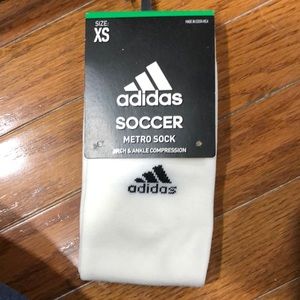 SIZE:
XS
adidas
SOCCER
METRO SOCK
ARCH & ANKLE COMPRESSION
adidas